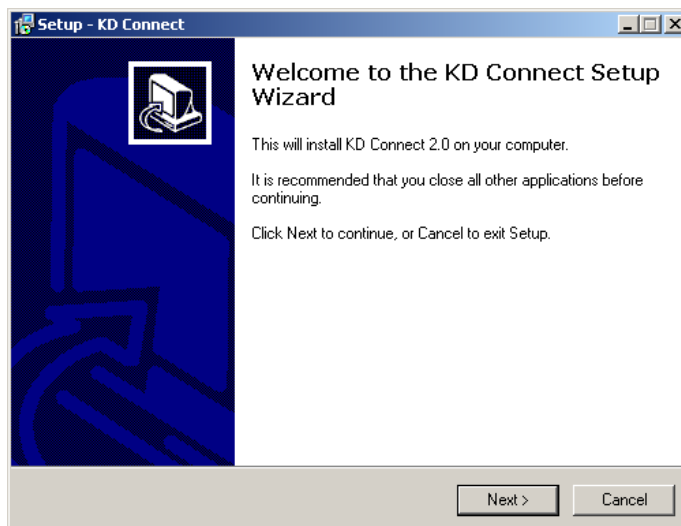 Setup - KD Connect
Welcome to the KD Connect Setup
Wizard
This will install KD Connect 2.0 on your computer.
It is recommended that you close all other applications before
continuing.
Click Next to continue, or Cancel to exit Setup.
Next >
Cancel